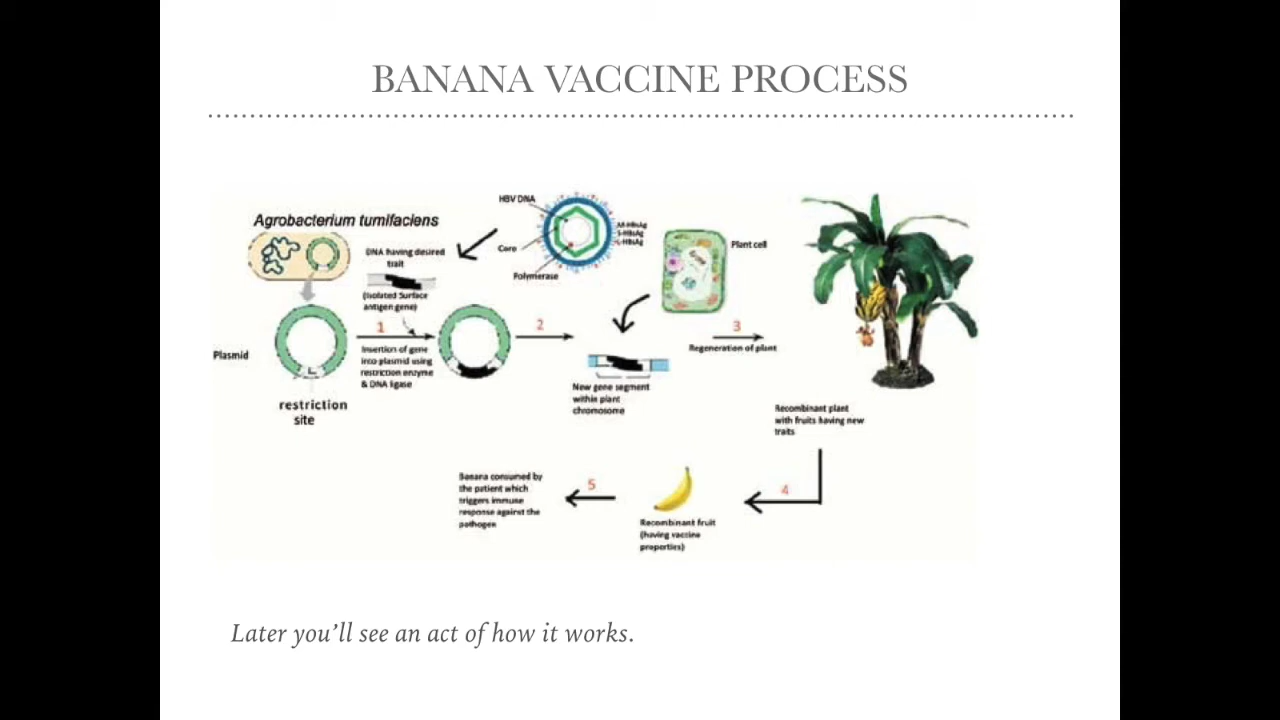 BANANA VACCINE PROCESS
Agrobacterium tumifaciens
HBV DNA
Core
Polymerase
M-HBsAg
S-HBsAg
L-HBsAg
DNA having desired
trait
(Isolated Surface
antigen gene)
Plant cell
Plasmid
restriction
site
1
Insertion of gene
into plasmid using
restriction enzyme
& DNA ligase
2
New gene segment
within plant
chromosome
3
Regeneration of plant
Recombinant plant
with fruits having new
traits
4
Recombinant fruit
(having vaccine
properties)
5
Banana consumed by
the patient which
triggers immune
response against the
pathogen
Later you’ll see an act of how it works.